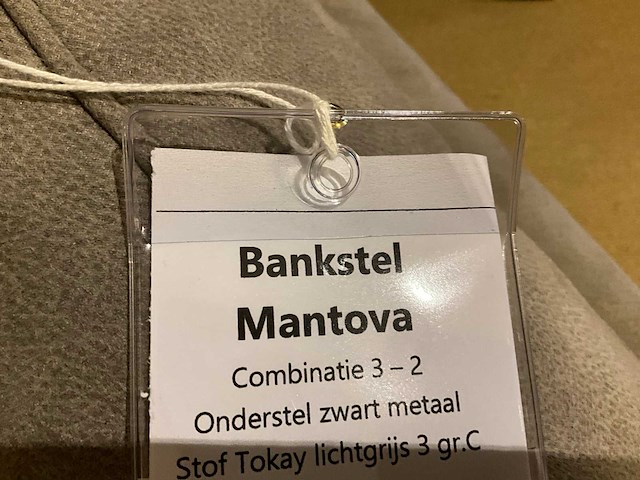 Bankstel
Mantova
Combinatie 3 – 2
Onderstel zwart metaal
Stof Tokay lichtgrijs 3 gr.C